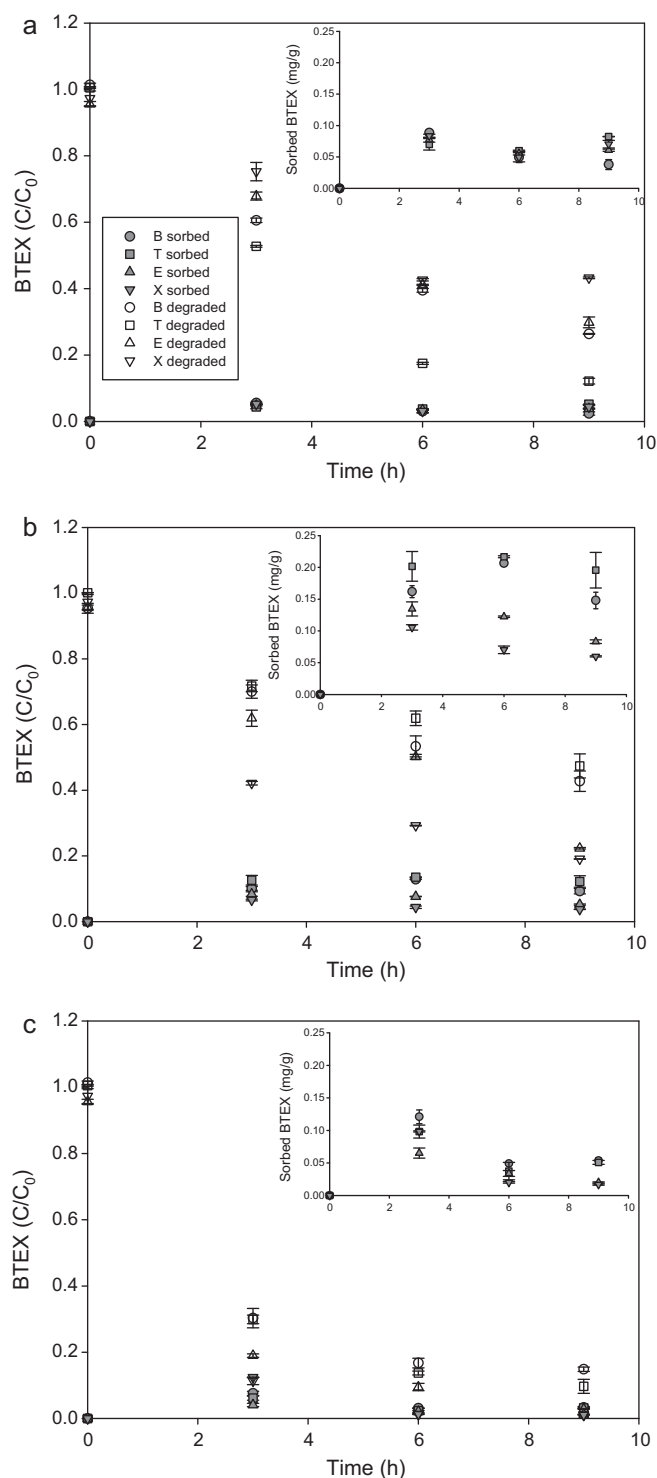 a
1.2
1.0
0.8
0.6
0.4
0.2
0.0
BTEX (C/C0)
0 2 4 6 8 10
Time (h)
B sorbed
T sorbed
E sorbed
X sorbed
B degraded
T degraded
E degraded
X degraded
0.25
0.20
0.15
0.10
0.05
0.00
Sorbed BTEX (mg/g)
0 2 4 6 8 10
b
1.2
1.0
0.8
0.6
0.4
0.2
0.0
BTEX (C/C0)
0 2 4 6 8 10
Time (h)
0.25
0.20
0.15
0.10
0.05
0.00
Sorbed BTEX (mg/g)
0 2 4 6 8 10
c
1.2
1.0
0.8
0.6
0.4
0.2
0.0
BTEX (C/C0)
0 2 4 6 8 10
Time (h)
0.25
0.20
0.15
0.10
0.05
0.00
Sorbed BTEX (mg/g)
0 2 4 6 8 10